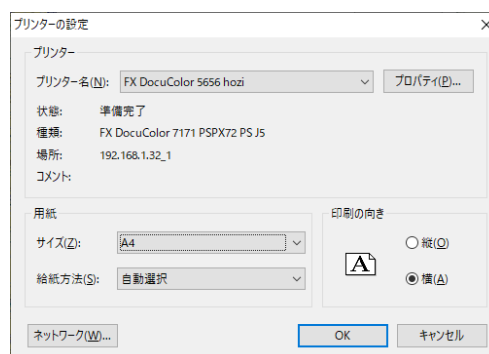 プリンターの設定
プリンター
プリンター名(N): FX DocuColor 5656 hozi プロパティ(P)...
状態: 準備完了
種類: FX DocuColor 7171 PSPX72 PS J5
場所: 192.168.1.32_1
コメント:
用紙
サイズ(Z): A4
給紙方法(S): 自動選択
印刷の向き
A
縦(O)
横(A)
ネットワーク(W)... OK キャンセル